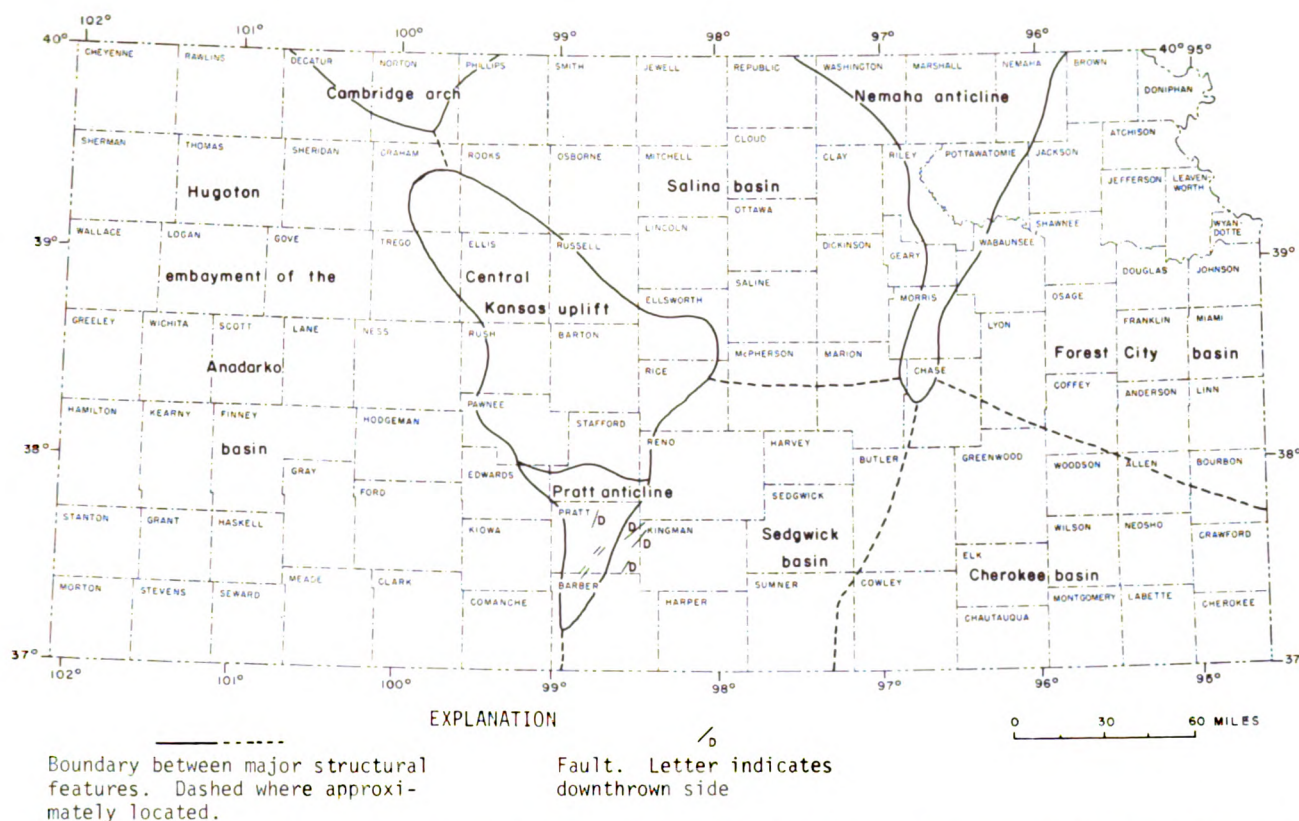 102° 101° 100° 99° 98° 97° 96° 40° 95°
40°
CHEYENNE RAWLINS DECATUR NORTON PHILLIPS SMITH JEWELL REPUBLIC WASHINGTON MARSHALL NEMAHA BROWN
DONIPHAN
Cambridge arch
Nemaha anticline
ATCHISON
SHERMAN THOMAS SHERIDAN GRAHAM ROOKS OSBORNE MITCHELL CLOUD CLAY RILEY POTTAWATOMIE JACKSON
JEFFERSON LEAVEN-
WORTH
Hugoton
Salina basin
OTTAWA
WYAN-
DOTTE
39° WALLACE LOGAN GOVE TREGO ELLIS RUSSELL LINCOLN DICKINSON GEARY WABAUNSEE SHAWNEE 39°
embayment of the
Central
Kansas uplift
DOUGLAS JOHNSON
SALINE
ELLSWORTH MORRIS OSAGE
GREELEY WICHITA SCOTT LANE NESS RUSH BARTON LYON FRANKLIN MIAMI
Anadarko
Forest City basin
RICE McPHERSON MARION CHASE COFFEY ANDERSON LINN
HAMILTON KEARNY FINNEY HODGEMAN PAWNEE STAFFORD
basin
38° GRAY FORD EDWARDS RENO HARVEY BUTLER GREENWOOD WOODSON ALLEN BOURBON 38°
Pratt anticline
SEDGWICK
STANTON GRANT HASKELL KIOWA PRATT D D D D KINGMAN WILSON NEOSHO CRAWFORD
Sedgwick
basin
ELK
Cherokee basin
MORTON STEVENS SEWARD MEADE CLARK COMANCHE BARBER HARPER SUMNER COWLEY CHAUTAUQUA MONTGOMERY LABETTE CHEROKEE
37° 37°
102° 101° 100° 99° 98° 97° 96° 95°
EXPLANATION
Boundary between major structural
features. Dashed where approxi-
mately located.
D
Fault. Letter indicates
downthrown side
0 30 60 MILES